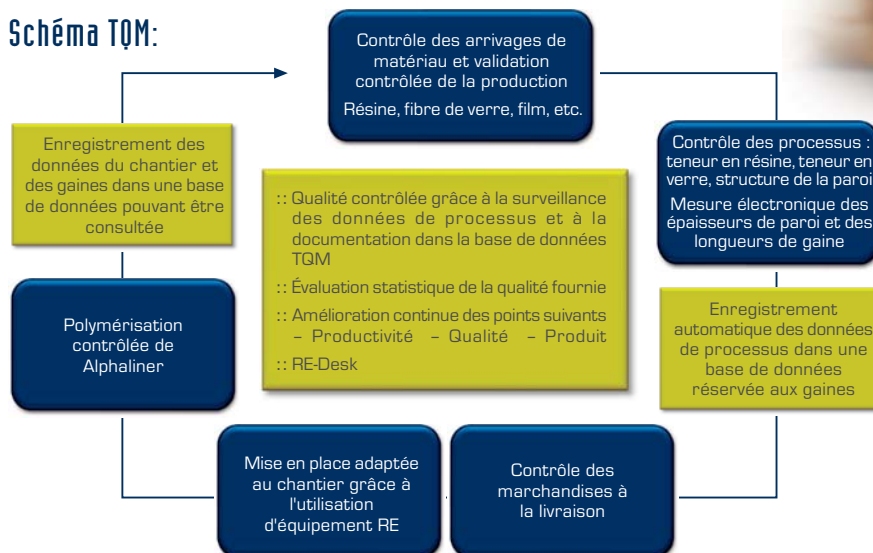 Schéma TQM:
Contrôle des arrivages de
matériau et validation
contrôlée de la production
Résine, fibre de verre, film, etc.
Contrôle des processus :
teneur en résine, teneur en
verre, structure de la paroi
Mesure électronique des
épaisseurs de paroi et des
longueurs de gaine
Enregistrement
automatique des données
de processus dans une
base de données
réservée aux gaines
Contrôle des
marchandises à
la livraison
Mise en place adaptée
au chantier grâce à
l'utilisation
d'équipement RE
Polymérisation
contrôlée de
Alphaliner
Enregistrement des
données du chantier et
des gaines dans une base
de données pouvant être
consultée
:: Qualité contrôlée grâce à la surveillance
des données de processus et à la
documentation dans la base de données
TQM
:: Évaluation statistique de la qualité fournie
:: Amélioration continue des points suivants
– Productivité – Qualité – Produit
:: RE-Desk